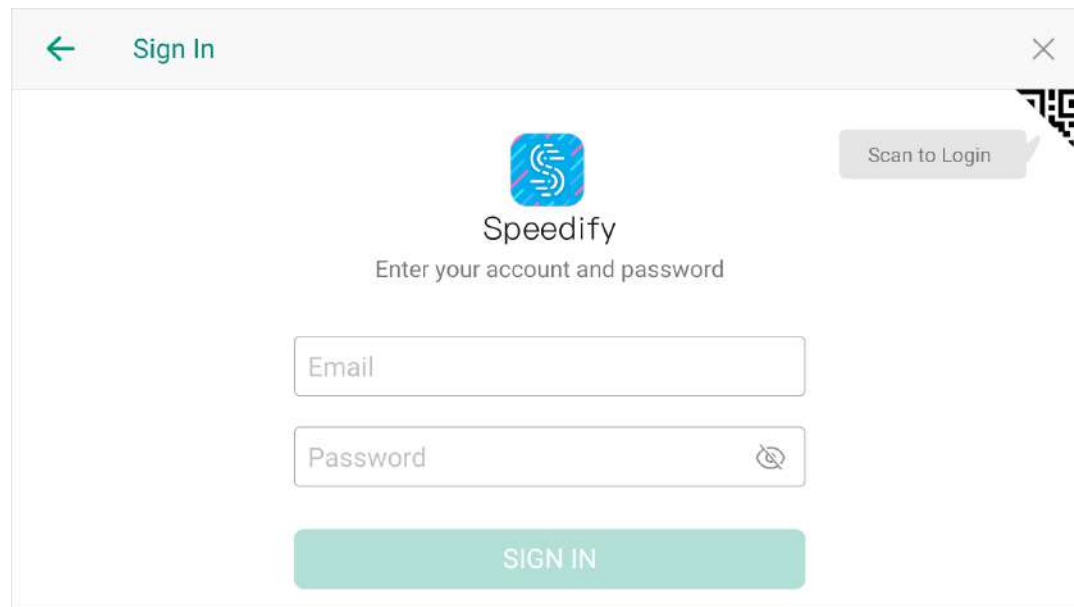 Sign In
Scan to Login
Speedify
Enter your account and password
Email
Password
SIGN IN